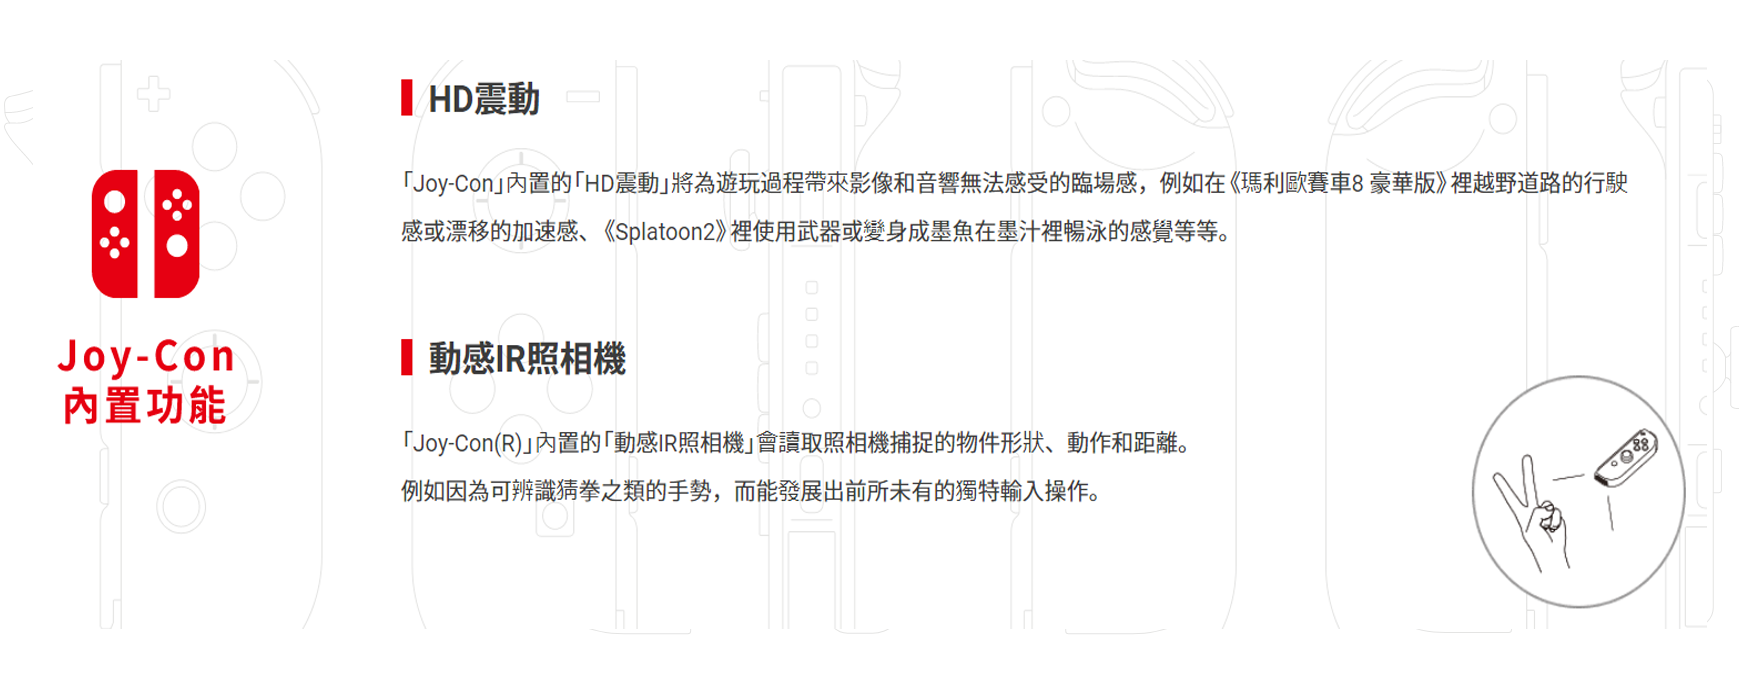 Joy-Con
內置功能
HD震動
「Joy-Con」內置的「HD震動」將為遊玩過程帶來影像和音響無法感受的臨場感，例如在《瑪利歐賽車8 豪華版》裡越野道路的行駛
感或漂移的加速感、《Splatoon2》裡使用武器或變身成墨魚在墨汁裡暢泳的感覺等等。
動感IR照相機
「Joy-Con(R)」內置的「動感IR照相機」會讀取照相機捕捉的物件形狀、動作和距離。
例如因為可辨識猜拳之類的手勢，而能發展出前所未有的獨特輸入操作。